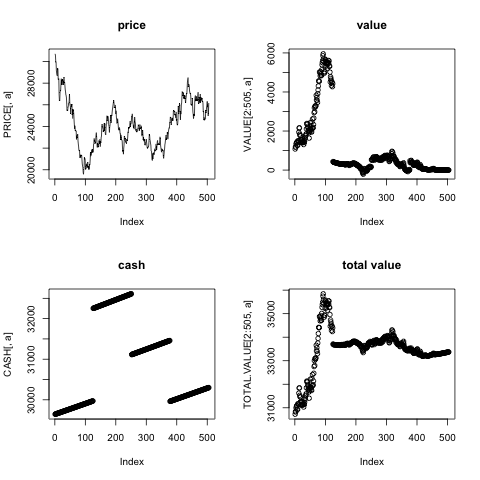 price
PRICE[, a]
20000 24000 28000
0 100 200 300 400 500
Index
value
VALUE[2:505, a]
0 2000 4000 6000
0 100 200 300 400 500
Index
cash
CASH[, a]
30000 31000 32000
0 100 200 300 400 500
Index
total value
TOTAL.VALUE[2:505, a]
31000 33000 35000
0 100 200 300 400 500
Index